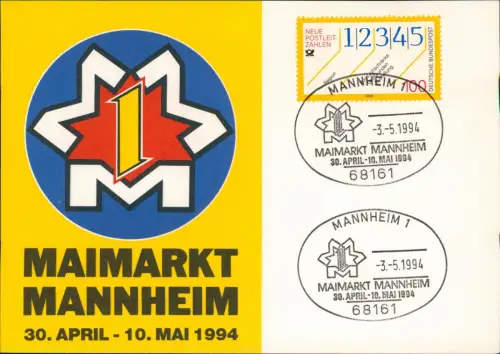 MAIMARKT
MANNHEIM
30. APRIL - 10. MAI 1994
NEUE
POSTLEIT-
ZAHLEN
12345
DEUTSCHE BUNDESPOST
100
MANNHEIM 1
-3.-5.1994
MAIMARKT MANNHEIM
30. APRIL-10. MAI 1994
68161
MANNHEIM 1
-3.-5.1994
MAIMARKT MANNHEIM
30. APRIL-10. MAI 1994
68161